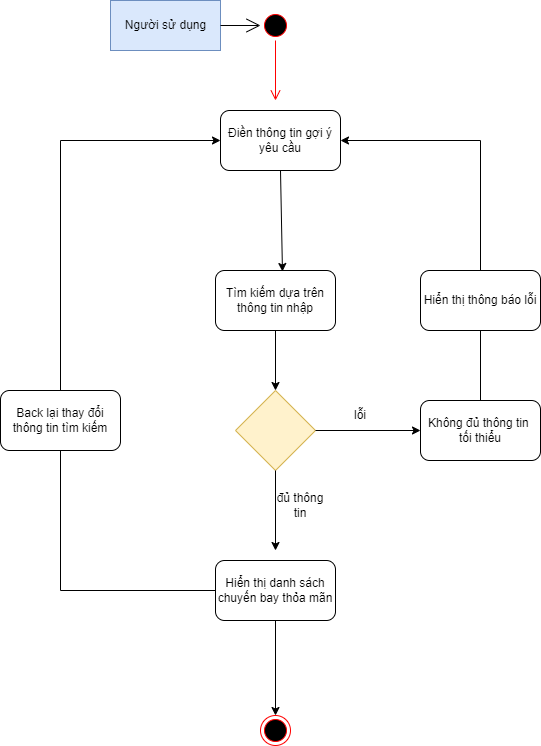 Người sử dụng
Điền thông tin gợi ý
yêu cầu
Tìm kiếm dựa trên
thông tin nhập
Hiển thị thông báo lỗi
Back lại thay đổi
thông tin tìm kiếm
lỗi
Không đủ thông tin
tối thiểu
đủ thông
tin
Hiển thị danh sách
chuyến bay thỏa mãn